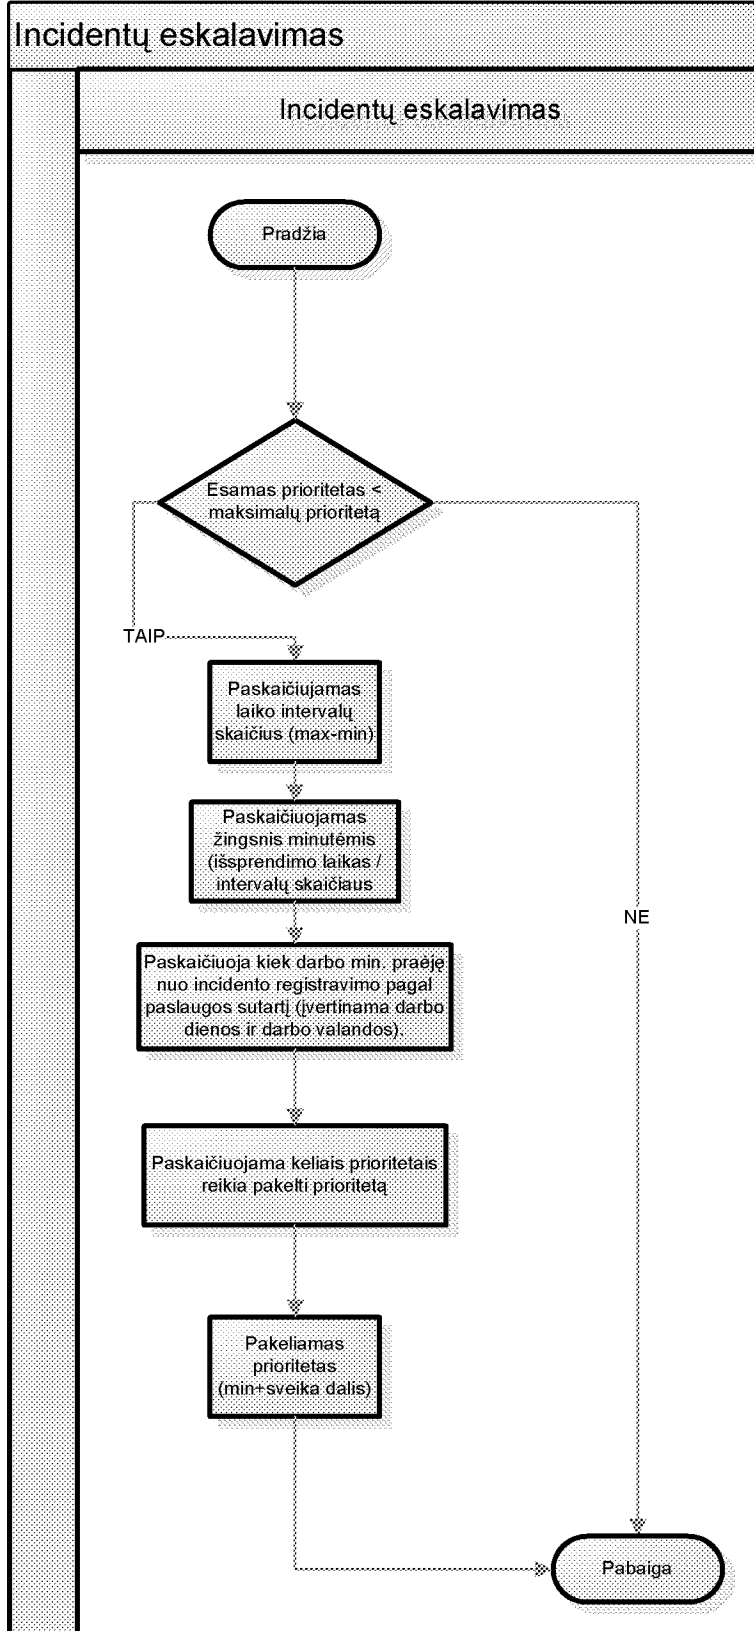 Incidentų eskalavimas
Incidentų eskalavimas
Pradžia
Esamas prioritetas <
maksimalų prioritetą
TAIP
Paskaičiujamas
laiko intervalų
skaičius (max-min)
Paskaičiuojamas
žingsnis minutėmis
(išsprendimo laikas /
intervalų skaičiaus
NE
Paskaičiuoja kiek darbo min. praėję
nuo incidento registravimo pagal
paslaugos sutartį (įvertinama darbo
dienos ir darbo valandos).
Paskaičiuojama keliais prioritetais
reikia pakelti prioritetą
Pakeliamas
prioritetas
(min+sveika dalis)
Pabaiga